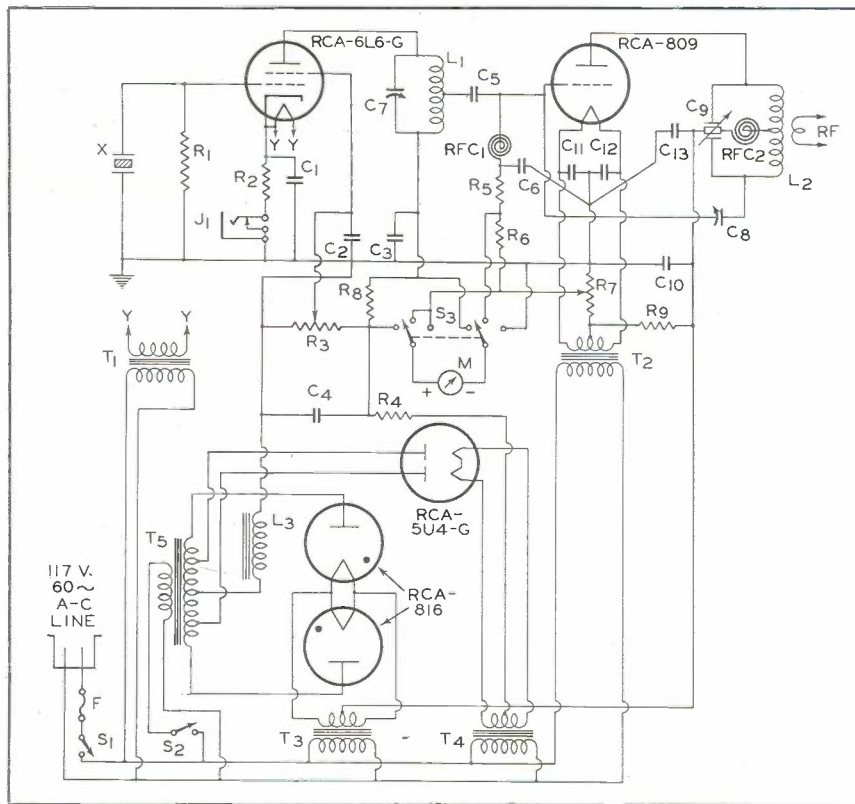 RCA-6L6-G
RCA-809
L1
C5
C7
C9
X
R1
Y Y
C11 C12
RF
RFC1
C13
RFC2
R2
C1
R5
C6
L2
J1
R6
C8
C2
C3
R8
R7
C10
Y Y
S3
R9
R3
T1
M
T2
+ -
C4
R4
RCA-
5U4-G
L3
T5
117 V.
60~
A-C
LINE
RCA-
816
F
S1
S2
T3
T4